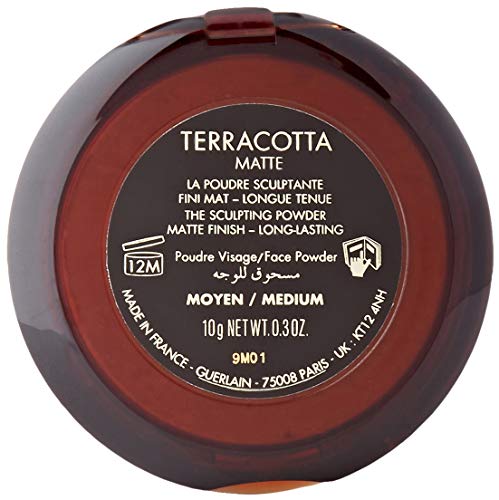 TERRACOTTA
MATTE
LA POUDRE SCULPTANTE
FINI MAT – LONGUE TENUE
THE SCULPTING POWDER
MATTE FINISH – LONG-LASTING
12M
Poudre Visage/Face Powder
مسحوق للوجه
MOYEN / MEDIUM
10g NET WT. 0.3 OZ.
9M01
MADE IN FRANCE - GUERLAIN - 75008 PARIS - UK : KT12 4NH